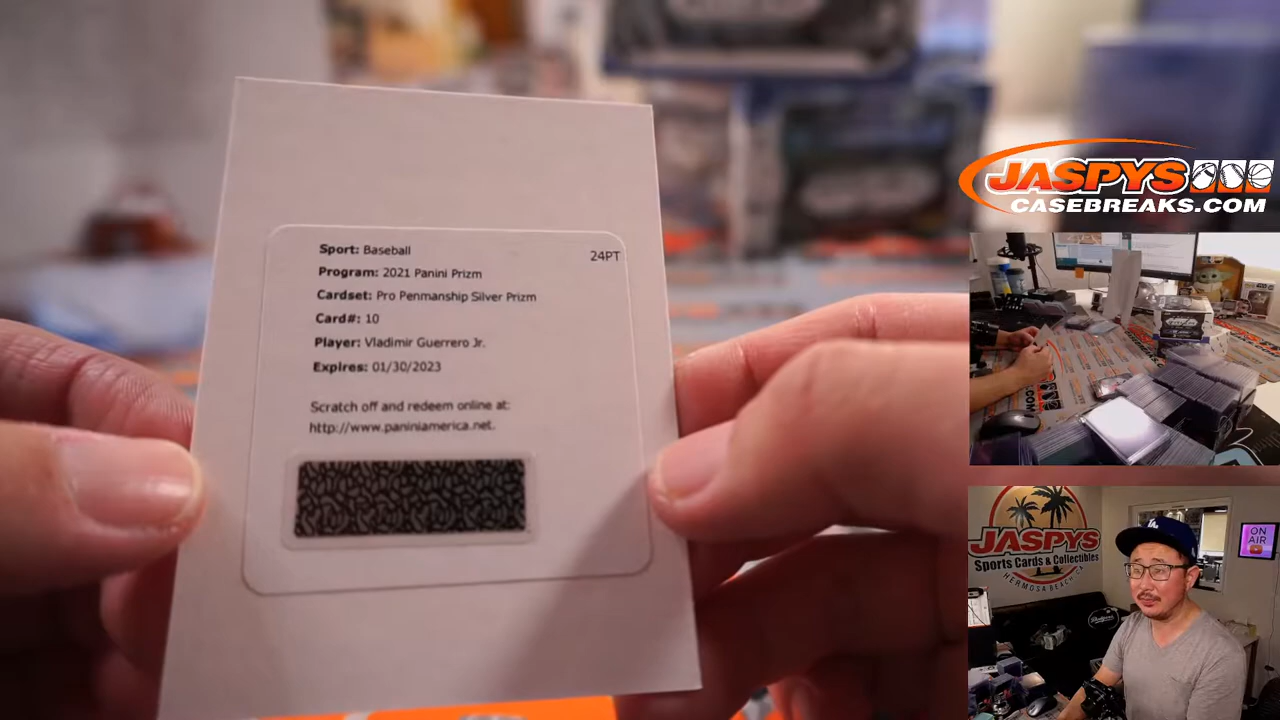 Sport: Baseball
24PT
Program: 2021 Panini Prizm
Cardset: Pro Penmanship Silver Prizm
Card#: 10
Player: Vladimir Guerrero Jr.
Expires: 01/30/2023
Scratch off and redeem online at:
http://www.paniniamerica.net.
JASPYS
CASEBREAKS.COM
JASPYS
Sports Cards & Collectibles
HERMOSA BEACH CA
LA
ON
AIR